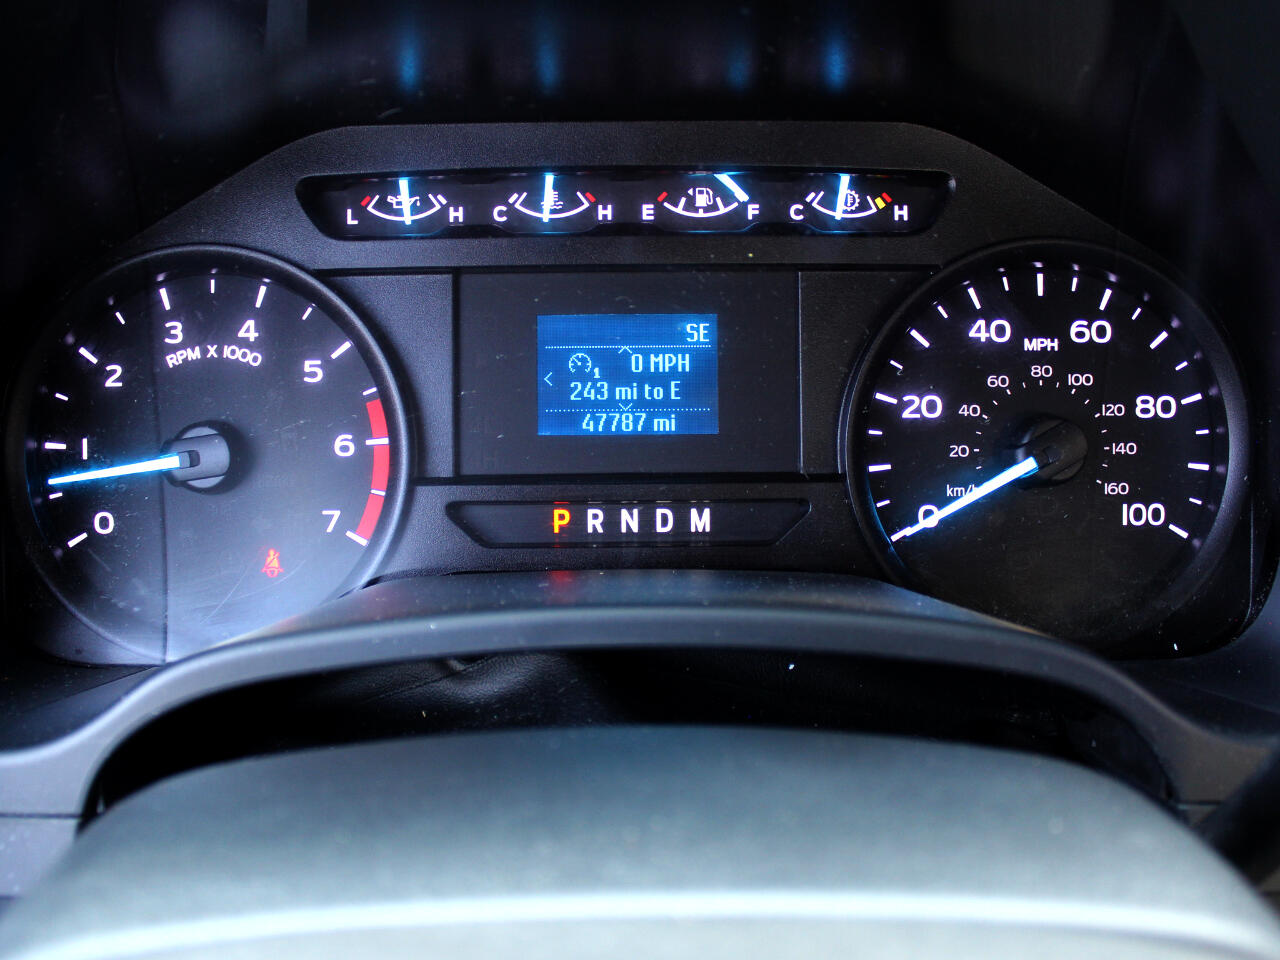 L H C H E F C H
SE
0 MPH
1
243 mi to E
47787 mi
P R N D M
0 1 2 3 4 5 6 7
RPM X 1000
0 20 40 60 80 100
MPH
20 40 60 80 100 120 140 160
km/h